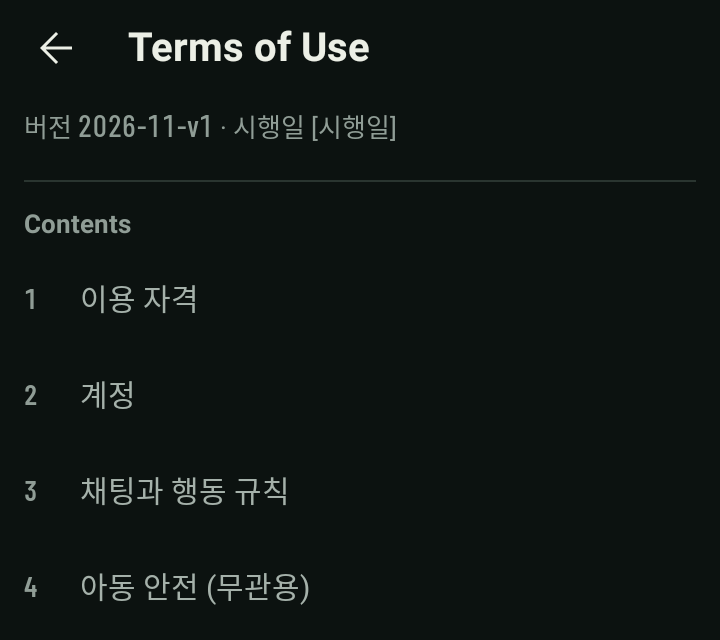 Terms of Use
버전 2026-11-v1 · 시행일 [시행일]
Contents
1 이용 자격
2 계정
3 채팅과 행동 규칙
4 아동 안전 (무관용)